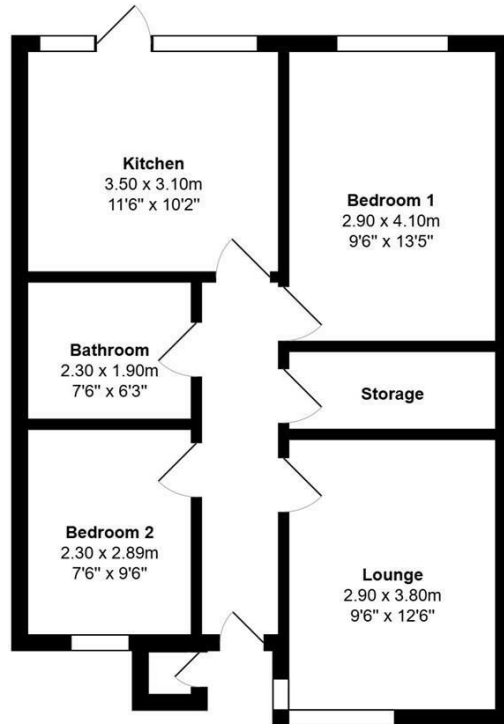 Kitchen
3.50 x 3.10m
11'6" x 10'2"
Bedroom 1
2.90 x 4.10m
9'6" x 13'5"
Bathroom
2.30 x 1.90m
7'6" x 6'3"
Storage
Bedroom 2
2.30 x 2.89m
7'6" x 9'6"
Lounge
2.90 x 3.80m
9'6" x 12'6"